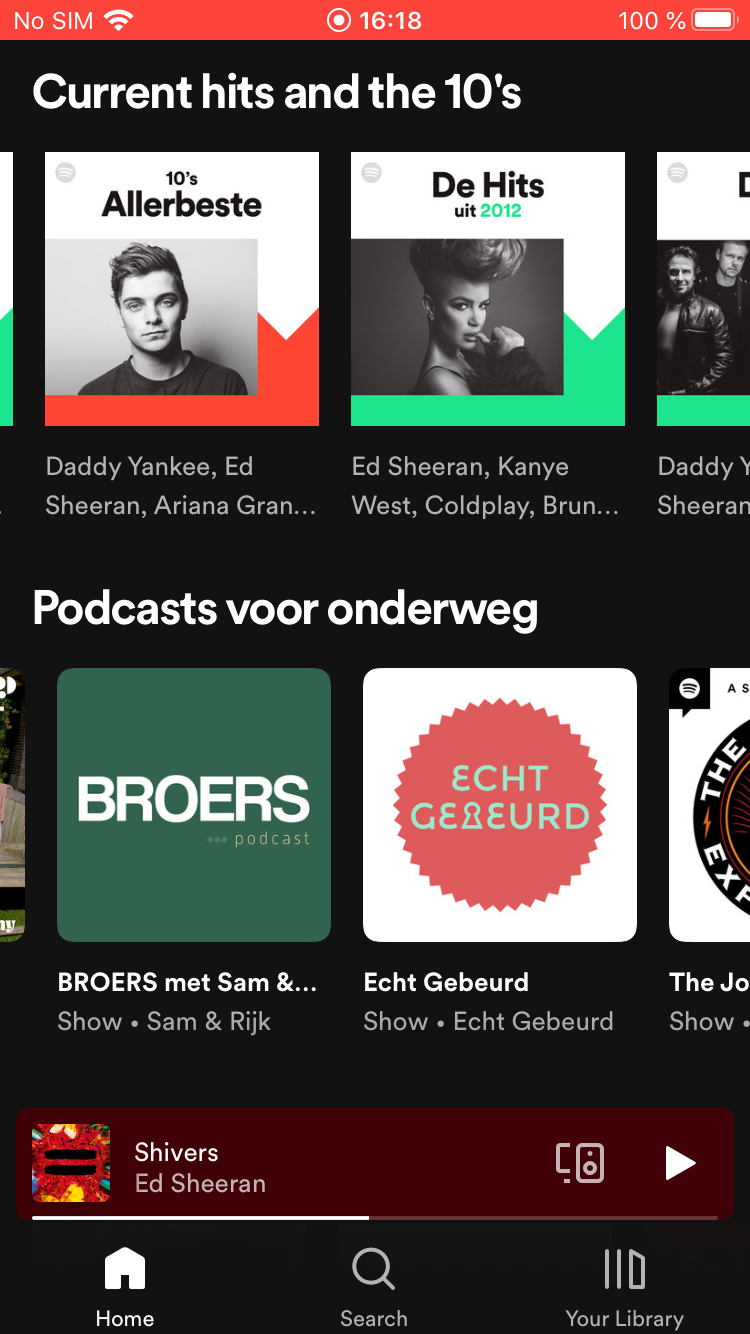 No SIM 16:18 100 %
Current hits and the 10's
10's
Allerbeste
De Hits
uit 2012
Daddy Yankee, Ed
Sheeran, Ariana Gran...
Ed Sheeran, Kanye
West, Coldplay, Brun...
Daddy Y
Sheeran
Podcasts voor onderweg
BROERS
podcast
ECHT
GEBEURD
A S
THE
EXP
BROERS met Sam &...
Show • Sam & Rijk
Echt Gebeurd
Show • Echt Gebeurd
The Jo
Show •
Shivers
Ed Sheeran
Home
Search
Your Library